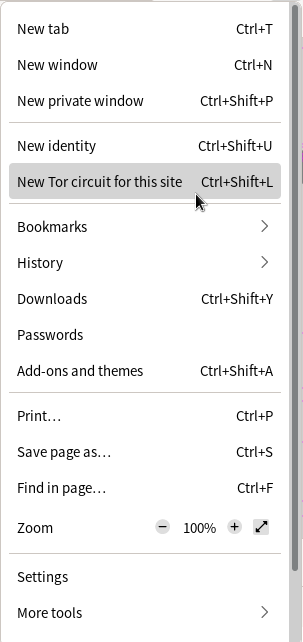 New tab Ctrl+T
New window Ctrl+N
New private window Ctrl+Shift+P
New identity Ctrl+Shift+U
New Tor circuit for this site Ctrl+Shift+L
Bookmarks
History
Downloads Ctrl+Shift+Y
Passwords
Add-ons and themes Ctrl+Shift+A
Print… Ctrl+P
Save page as… Ctrl+S
Find in page… Ctrl+F
Zoom − 100% +
Settings
More tools